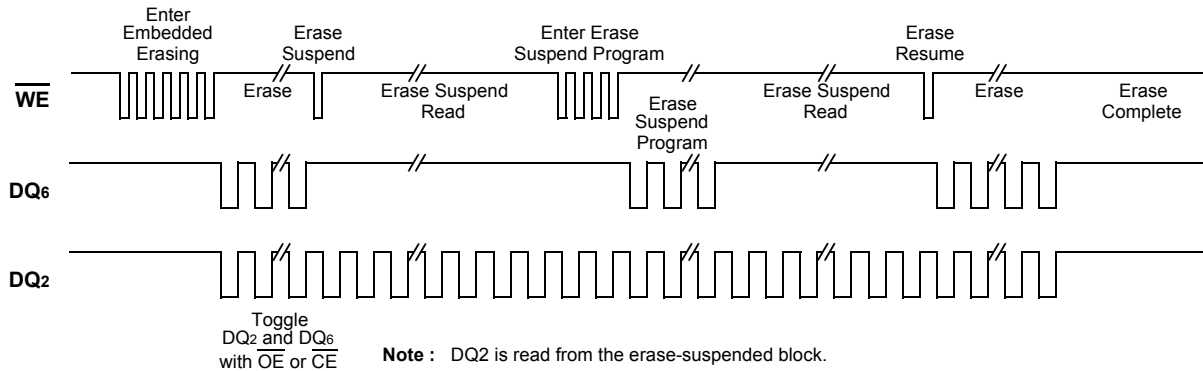 Enter
Embedded
Erasing
Erase
Suspend
Enter Erase
Suspend Program
Erase
Resume
WE
Erase
Erase Suspend
Read
Erase
Suspend
Program
Erase Suspend
Read
Erase
Erase
Complete
DQ6
DQ2
Toggle
DQ2 and DQ6
with OE or CE
Note : DQ2 is read from the erase-suspended block.